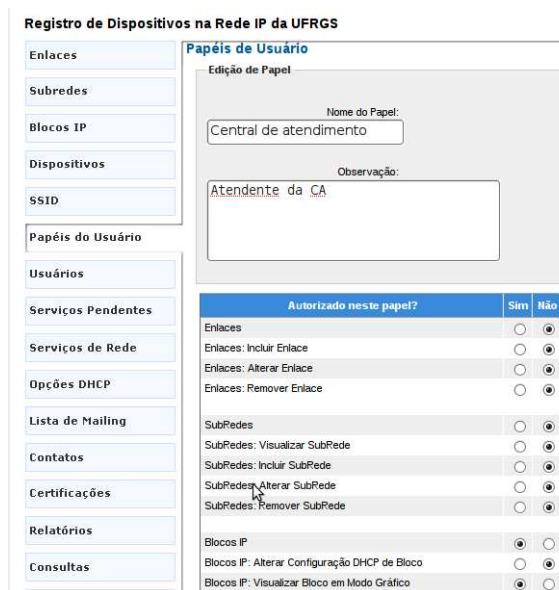 Registro de Dispositivos na Rede IP da UFRGS
Enlaces
Subredes
Blocos IP
Dispositivos
SSID
Papéis do Usuário
Usuários
Serviços Pendentes
Serviços de Rede
Opções DHCP
Lista de Mailing
Contatos
Certificações
Relatórios
Consultas
Papéis de Usuário
Edição de Papel
Nome do Papel:
Central de atendimento
Observação:
Atendente da CA
Autorizado neste papel? Sim Não
Enlaces
Enlaces: Incluir Enlace
Enlaces: Alterar Enlace
Enlaces: Remover Enlace
SubRedes
SubRedes: Visualizar SubRede
SubRedes: Incluir SubRede
SubRedes: Alterar SubRede
SubRedes: Remover SubRede
Blocos IP
Blocos IP: Alterar Configuração DHCP de Bloco
Blocos IP: Visualizar Bloco em Modo Gráfico